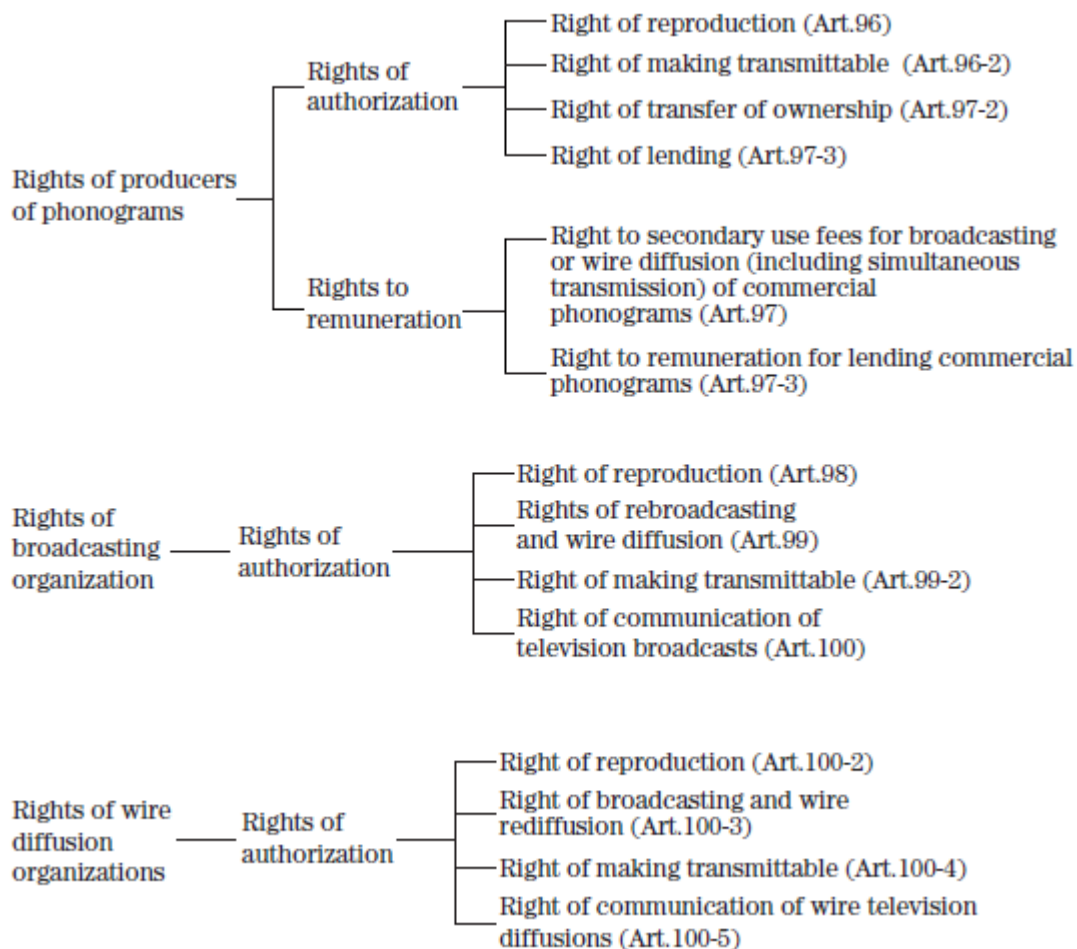 Rights of producers
of phonograms
Rights of
authorization
Right of reproduction (Art.96)
Right of making transmittable (Art.96-2)
Right of transfer of ownership (Art.97-2)
Right of lending (Art.97-3)
Rights to
remuneration
Right to secondary use fees for broadcasting
or wire diffusion (including simultaneous
transmission) of commercial
phonograms (Art.97)
Right to remuneration for lending commercial
phonograms (Art.97-3)
Rights of
broadcasting
organization
Rights of
authorization
Right of reproduction (Art.98)
Rights of rebroadcasting
and wire diffusion (Art.99)
Right of making transmittable (Art.99-2)
Right of communication of
television broadcasts (Art.100)
Rights of wire
diffusion
organizations
Rights of
authorization
Right of reproduction (Art.100-2)
Right of broadcasting and wire
rediffusion (Art.100-3)
Right of making transmittable (Art.100-4)
Right of communication of wire television
diffusions (Art.100-5)